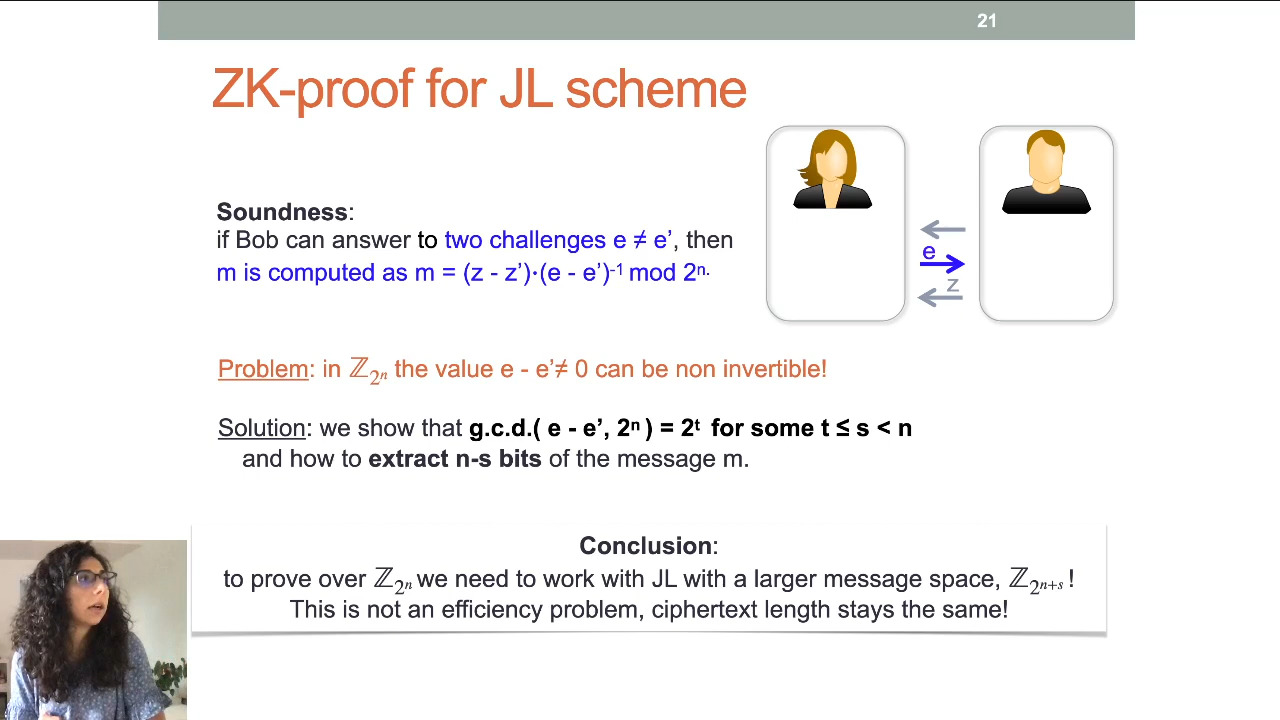 21
ZK-proof for JL scheme
Soundness:
if Bob can answer to two challenges e ≠ e’, then
m is computed as m = (z - z’)·(e - e’)⁻¹ mod 2ⁿ.
e
z
Problem: in ℤ₂ⁿ the value e - e’≠ 0 can be non invertible!
Solution: we show that g.c.d.( e - e’, 2ⁿ ) = 2ᵗ for some t ≤ s < n
and how to extract n-s bits of the message m.
Conclusion:
to prove over ℤ₂ⁿ we need to work with JL with a larger message space, ℤ₂ⁿ⁺ˢ !
This is not an efficiency problem, ciphertext length stays the same!